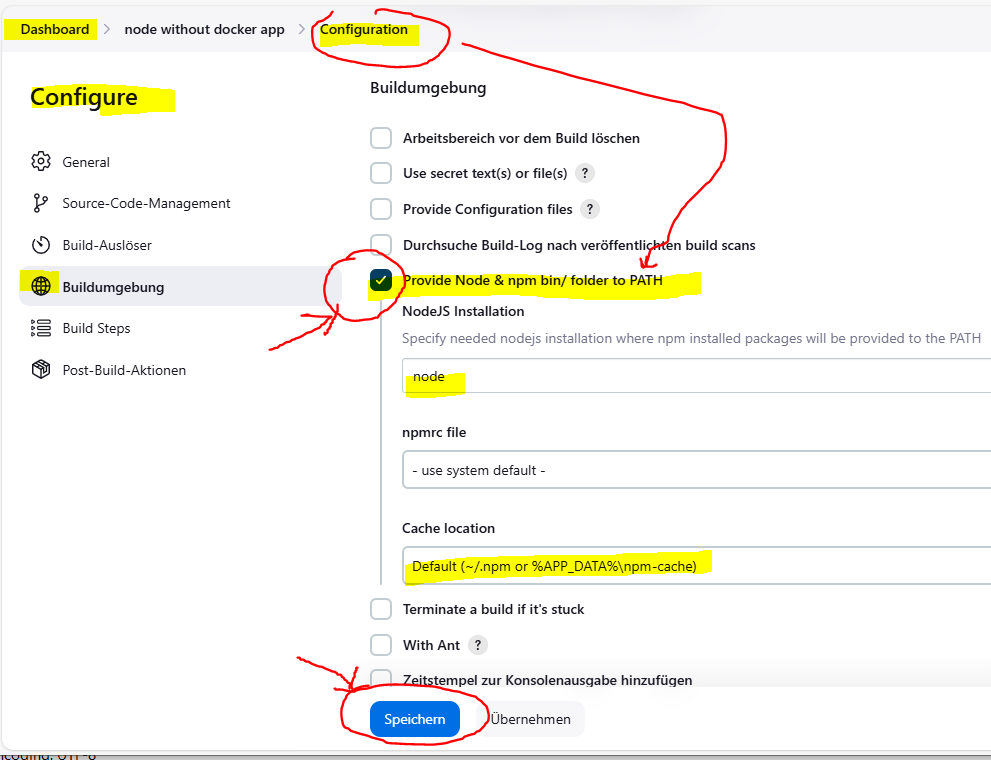 Dashboard > node without docker app > Configuration
Configure
General
Source-Code-Management
Build-Auslöser
Buildumgebung
Build Steps
Post-Build-Aktionen
Buildumgebung
Arbeitsbereich vor dem Build löschen
Use secret text(s) or file(s) ?
Provide Configuration files ?
Durchsuche Build-Log nach veröffentlichten build scans
Provide Node & npm bin/ folder to PATH
NodeJS Installation
Specify needed nodejs installation where npm installed packages will be provided to the PATH
node
npmrc file
- use system default -
Cache location
Default (~/.npm or %APP_DATA%\npm-cache)
Terminate a build if it's stuck
With Ant ?
Zeitstempel zur Konsolenausgabe hinzufügen
Speichern Übernehmen